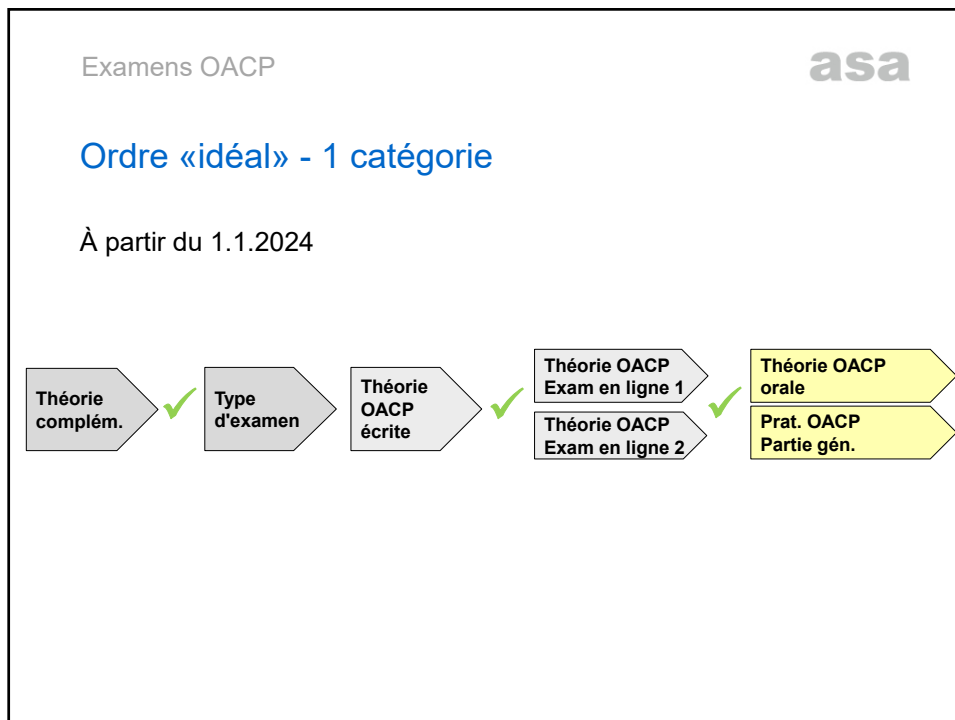 Examens OACP
asa
Ordre «idéal» - 1 catégorie
À partir du 1.1.2024
Théorie
complém.
Type
d'examen
Théorie
OACP
écrite
Théorie OACP
Exam en ligne 1
Théorie OACP
Exam en ligne 2
Théorie OACP
orale
Prat. OACP
Partie gén.